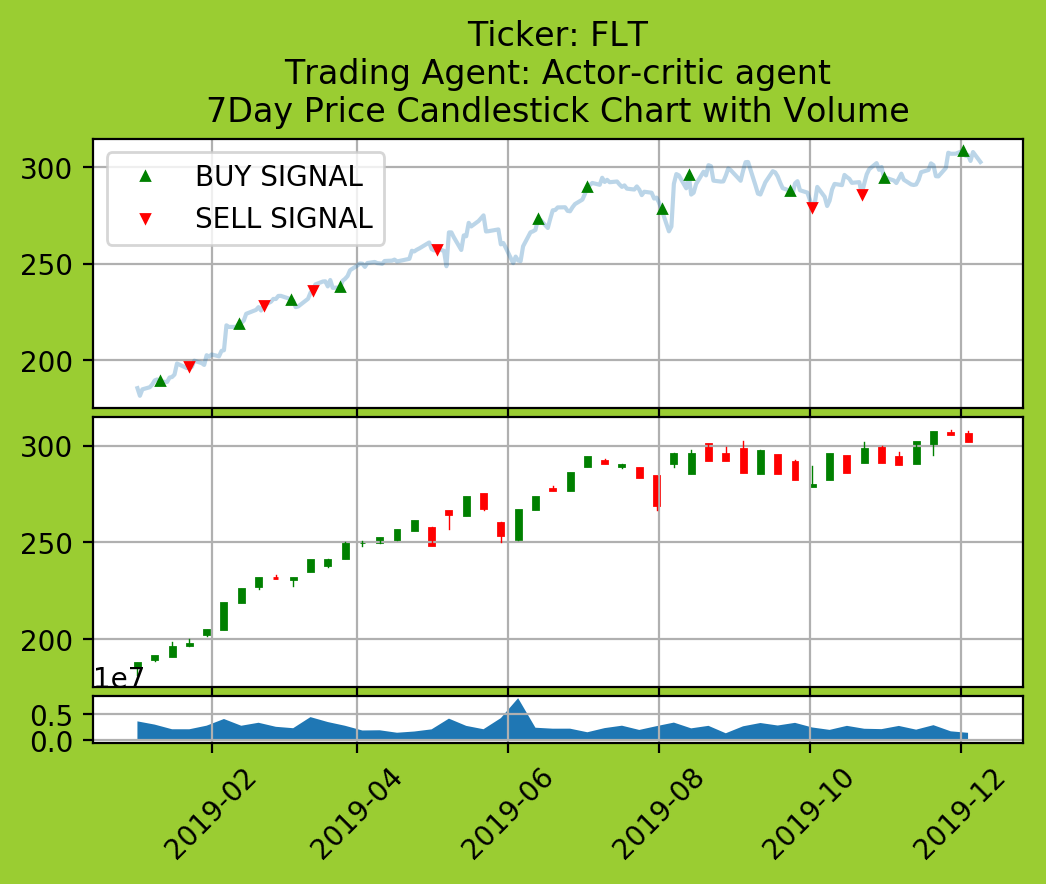 Ticker: FLT
Trading Agent: Actor-critic agent
7Day Price Candlestick Chart with Volume
300
250
200
BUY SIGNAL
SELL SIGNAL
300
250
200
1e7
0.5
0.0
2019-02
2019-04
2019-06
2019-08
2019-10
2019-12